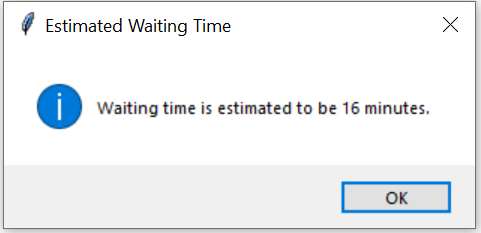 Estimated Waiting Time
Waiting time is estimated to be 16 minutes.
OK